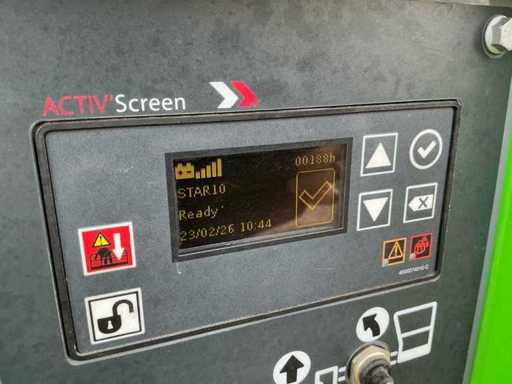 ACTIV'Screen
00188h
STAR10
Ready
23/02/26 10:44